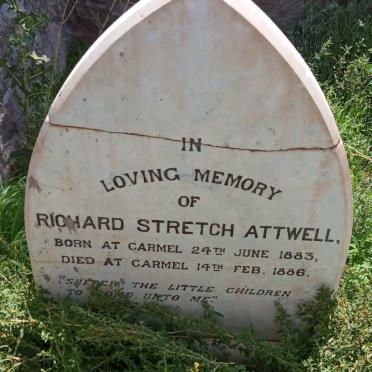 IN
LOVING MEMORY
OF
RICHARD STRETCH ATTWELL,
BORN AT CARMEL 24TH JUNE 1883,
DIED AT CARMEL 14TH FEB. 1886.
"SUFFER THE LITTLE CHILDREN
TO COME UNTO ME"